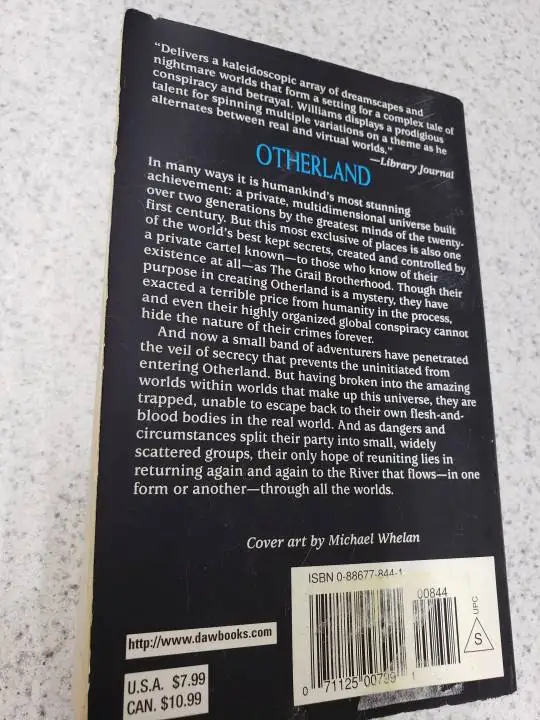 "Delivers a kaleidoscopic array of dreamscapes and
nightmare worlds that form a setting for a complex tale of
conspiracy and betrayal. Williams displays a prodigious
talent for spinning multiple variations on a theme as he
alternates between real and virtual worlds."
—Library Journal
OTHERLAND
In many ways it is humankind's most stunning
achievement: a private, multidimensional universe built
over two generations by the greatest minds of the twenty-
first century. But this most exclusive of places is also one
of the world's best kept secrets, created and controlled by
a private cartel known—to those who know of their
existence at all—as The Grail Brotherhood. Though their
purpose in creating Otherland is a mystery, they have
exacted a terrible price from humanity in the process,
and even their highly organized global conspiracy cannot
hide the nature of their crimes forever.
And now a small band of adventurers have penetrated
the veil of secrecy that prevents the uninitiated from
entering Otherland. But having broken into the amazing
worlds within worlds that make up this universe, they are
trapped, unable to escape back to their own flesh-and-
blood bodies in the real world. And as dangers and
circumstances split their party into small, widely
scattered groups, their only hope of reuniting lies in
returning again and again to the River that flows—in one
form or another—through all the worlds.
Cover art by Michael Whelan
ISBN 0-88677-844-1
00844
UPC
S
0 71125 00799 1
http://www.dawbooks.com
U.S.A. $7.99
CAN. $10.99